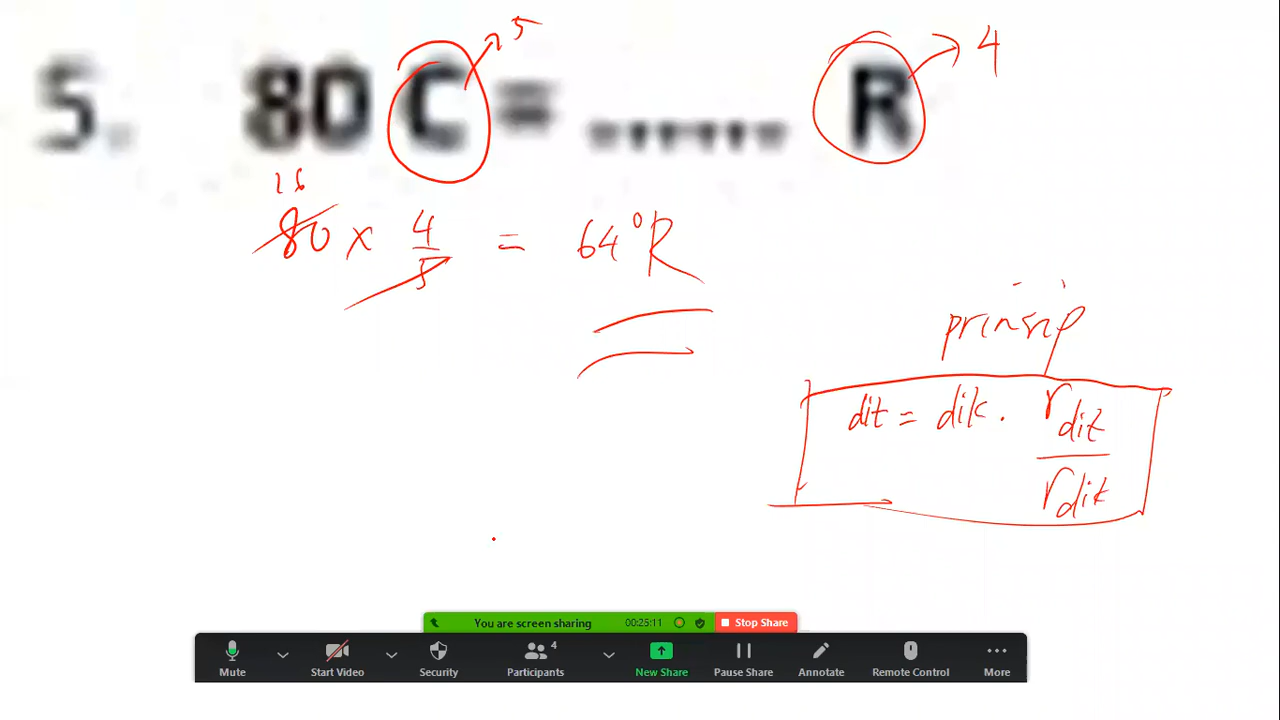 5. 80 C = ...... R
5
4
16
80 x 4/5 = 64°R
prinsip
dit = dik . rdit/rdik
You are screen sharing 00:25:11 Stop Share
4
Mute Start Video Security Participants New Share Pause Share Annotate Remote Control More